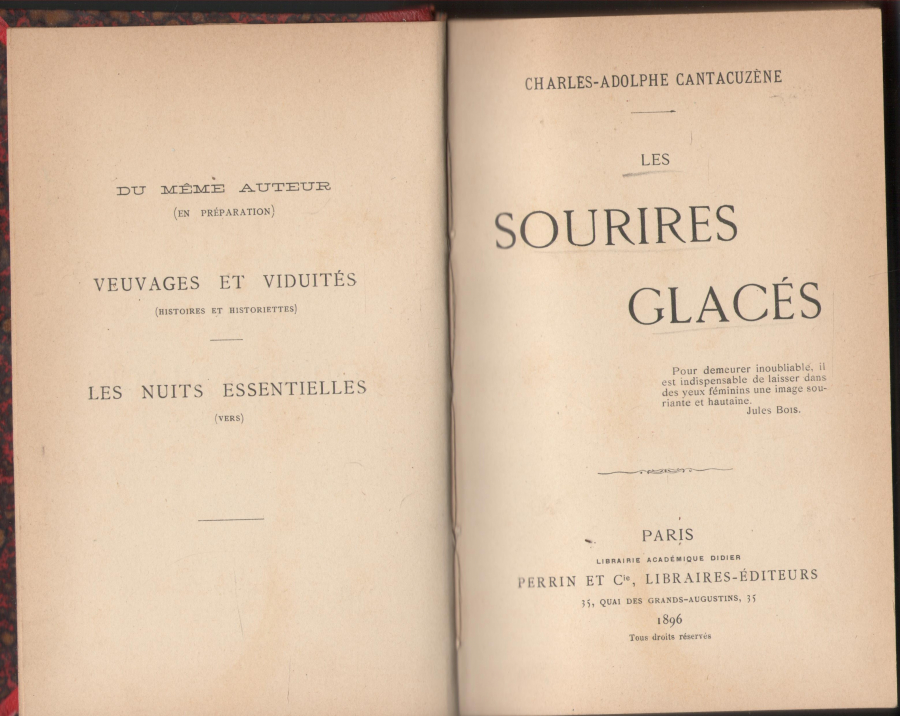 DU MÊME AUTEUR
(EN PRÉPARATION)
VEUVAGES ET VIDUITÉS
(HISTOIRES ET HISTORIETTES)
LES NUITS ESSENTIELLES
(VERS)
CHARLES-ADOLPHE CANTACUZÈNE
LES
SOURIRES
GLACÉS
Pour demeurer inoubliable, il
est indispensable de laisser dans
des yeux féminins une image sou-
riante et hautaine.
Jules Bois.
PARIS
LIBRAIRIE ACADÉMIQUE DIDIER
PERRIN ET Cie, LIBRAIRES-ÉDITEURS
35, QUAI DES GRANDS-AUGUSTINS, 35
1896
Tous droits réservés